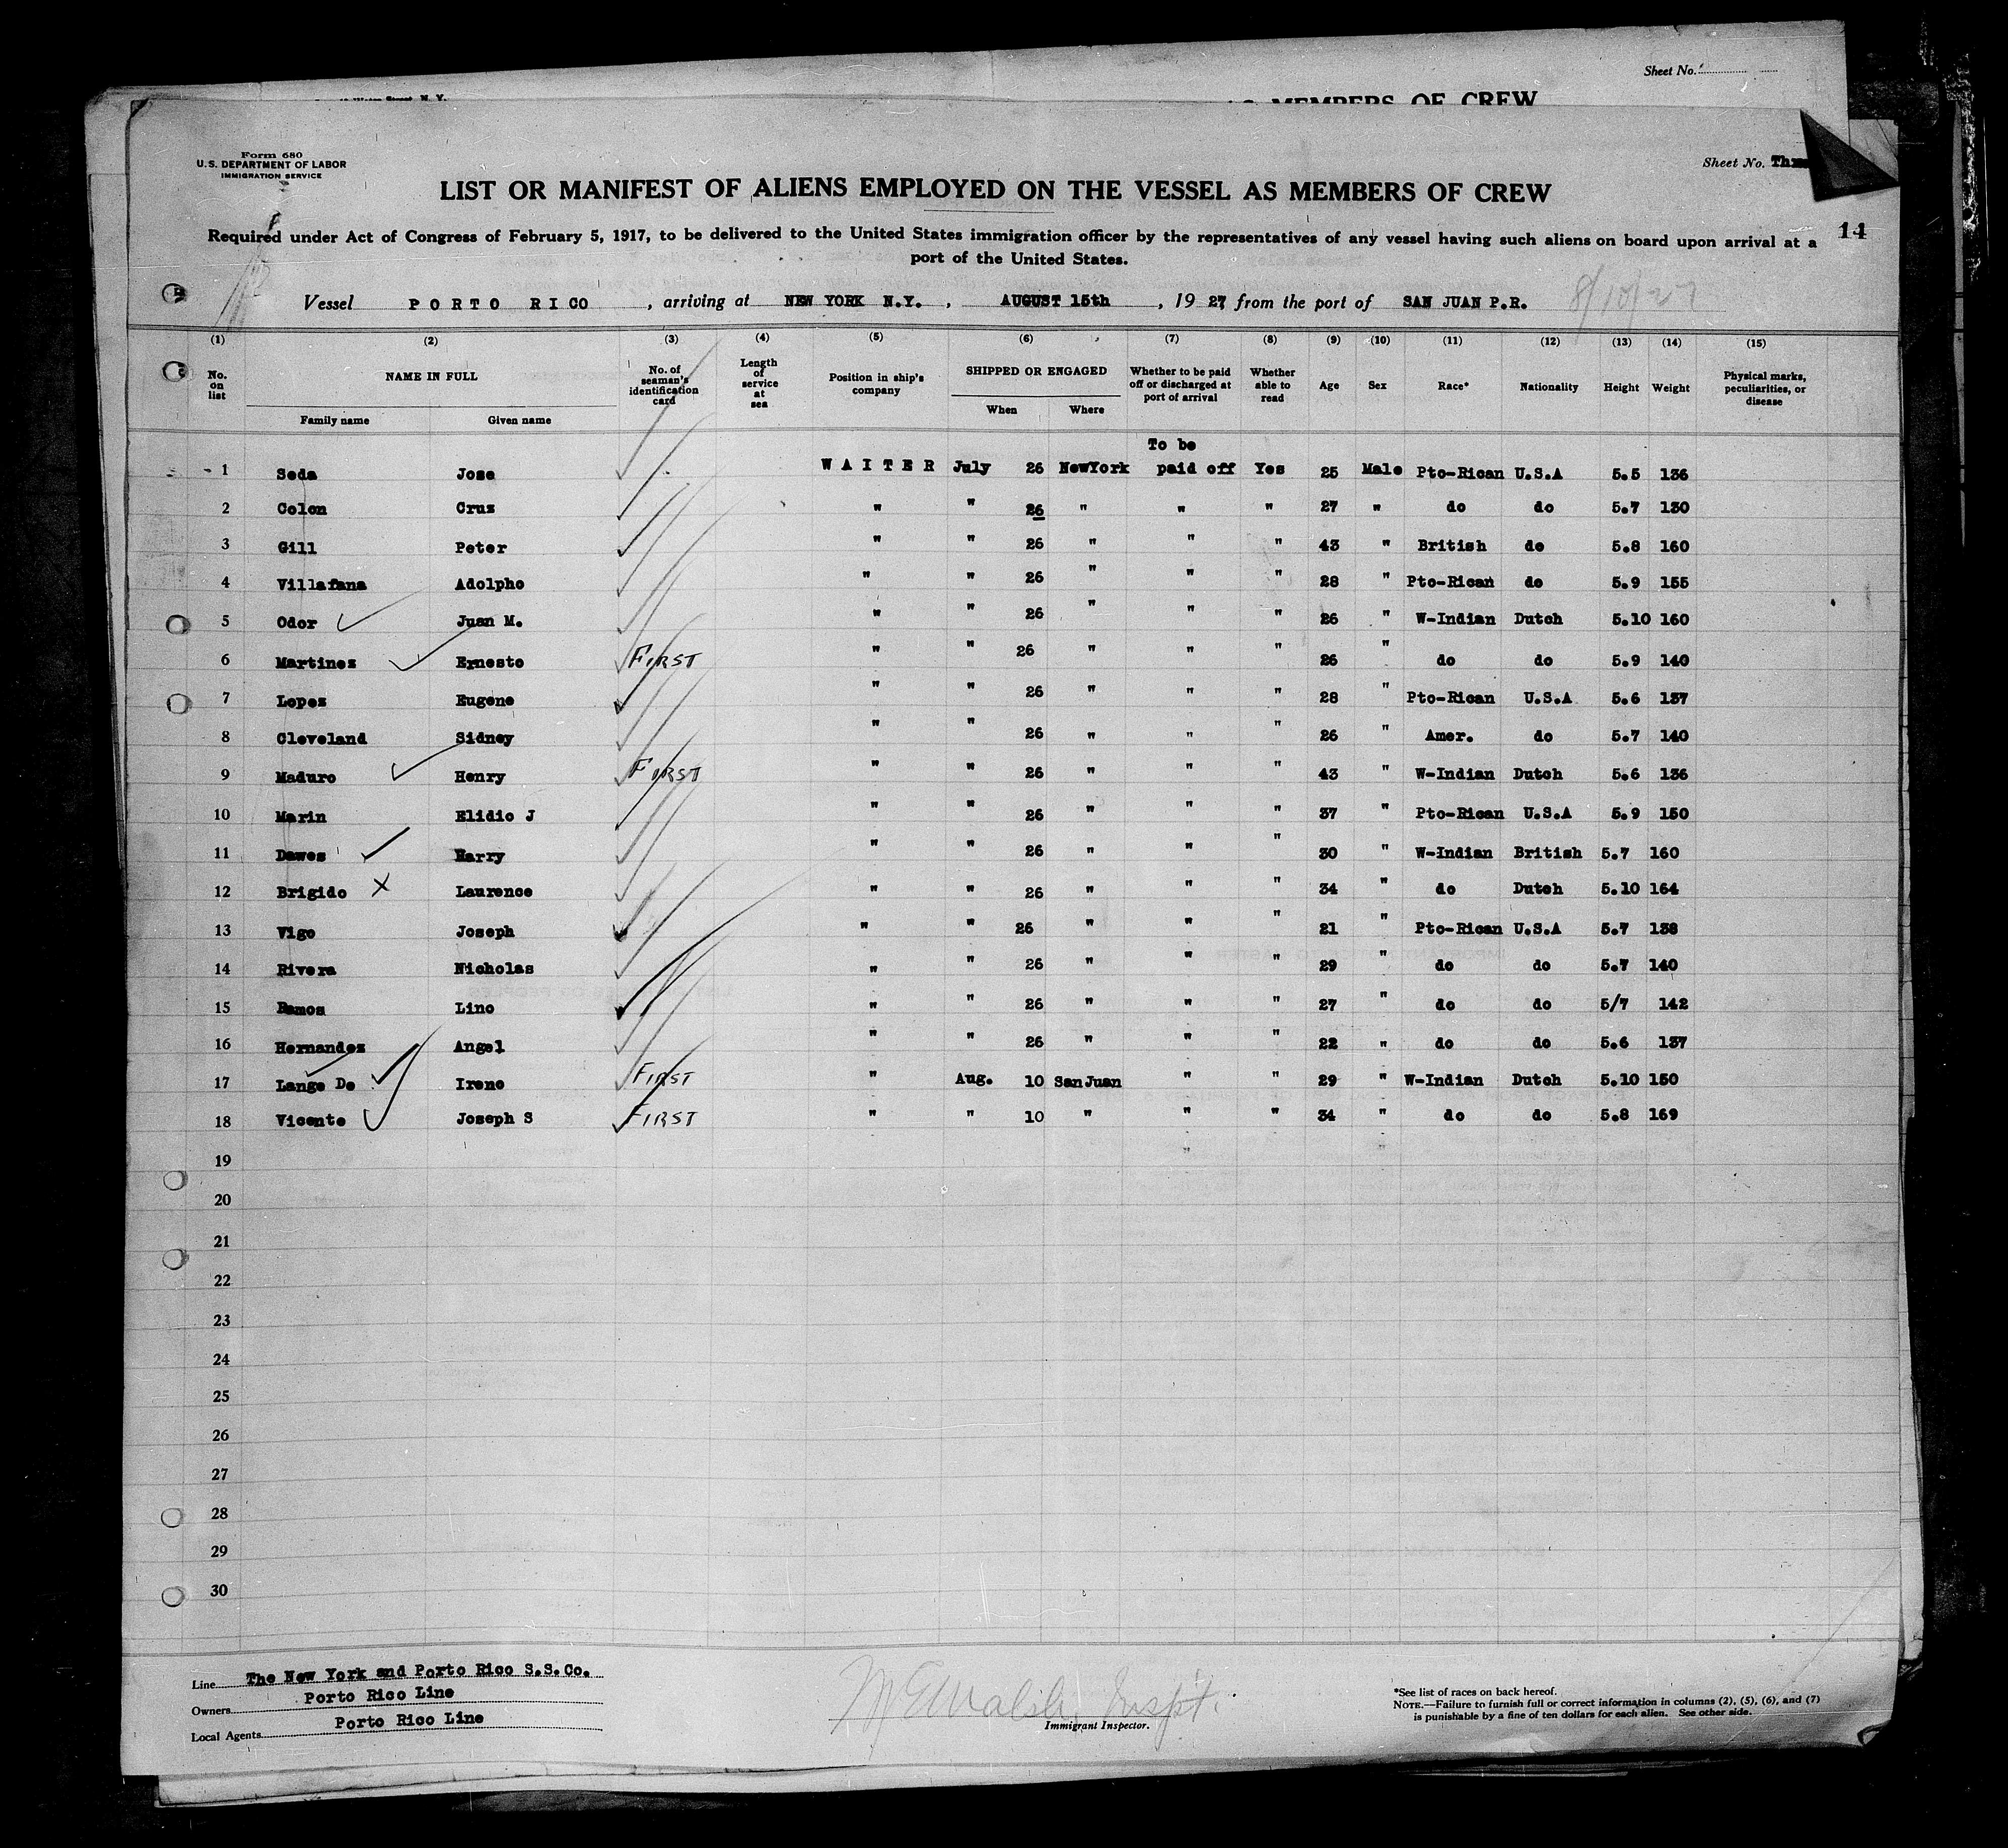 Sheet No.
MEMBERS OF CREW
Form 680
U.S. DEPARTMENT OF LABOR
IMMIGRATION SERVICE
Sheet No.
LIST OR MANIFEST OF ALIENS EMPLOYED ON THE VESSEL AS MEMBERS OF CREW
14
Required under Act of Congress of February 5, 1917, to be delivered to the United States immigration officer by the representatives of any vessel having such aliens on board upon arrival at a
port of the United States.
Vessel PORTO RICO, arriving at NEW YORK N.Y., AUGUST 15th, 19 27 from the port of SAN JUAN P.R. 8/10/27
(1) (2) (3) (4) (5) (6) (7) (8) (9) (10) (11) (12) (13) (14) (15)
No. on list NAME IN FULL No. of seaman's identification card Length of service at sea Position in ship's company SHIPPED OR ENGAGED Whether to be paid off or discharged at port of arrival Whether able to read Age Sex Race* Nationality Height Weight Physical marks, peculiarities, or disease
Family name Given name When Where
To be
1 Seda Jose WAITER July 26 NewYork paid off Yes 25 Male Pto-Rican U.S.A 5.5 136
2 Colon Cruz " " 26 " " " 27 " do do 5.7 130
3 Gill Peter " " 26 " " " 43 " British do 5.8 160
4 Villafana Adolpho " " 26 " " " 28 " Pto-Rican do 5.9 155
5 Odor Juan M. " " 26 " " " 26 " W-Indian Dutch 5.10 160
6 Martinez Ernesto FIRST " " 26 " " " 26 " do do 5.9 140
7 Lopez Eugene " " 26 " " " 28 " Pto-Rican U.S.A 5.6 137
8 Cleveland Sidney " " 26 " " " 26 " Amer. do 5.7 140
9 Maduro Henry FIRST " " 26 " " " 43 " W-Indian Dutch 5.6 136
10 Marin Elidio J " " 26 " " " 37 " Pto-Rican U.S.A 5.9 150
11 Dawes Harry " " 26 " " " 30 " W-Indian British 5.7 160
12 Brigido X Laurence " " 26 " " " 34 " do Dutch 5.10 164
13 Vigo Joseph " " 26 " " " 21 " Pto-Rican U.S.A 5.7 138
14 Rivera Nicholas " " 26 " " " 29 " do do 5.7 140
15 Ramos Lino " " 26 " " " 27 " do do 5/7 142
16 Hernandez Angel " " 26 " " " 22 " do do 5.6 137
17 Lange De Ireno FIRST " Aug. 10 SanJuan " " 29 " W-Indian Dutch 5.10 150
18 Vicente Joseph S FIRST " " 10 " " " 34 " do do 5.8 169
19 "
20
21
22
23
24
25
26
27
28
29
30
Line The New York and Porto Rico S.S.Co.
Owners Porto Rico Line
Local Agents Porto Rico Line
Immigrant Inspector.
*See list of races on back hereof.
NOTE.—Failure to furnish full or correct information in columns (2), (5), (6), and (7)
is punishable by a fine of ten dollars for each alien. See other side.